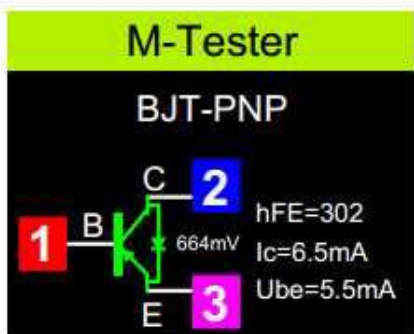 M-Tester
BJT-PNP
C 2
1 B 664mV hFE=302
Ic=6.5mA
Ube=5.5mA
E 3